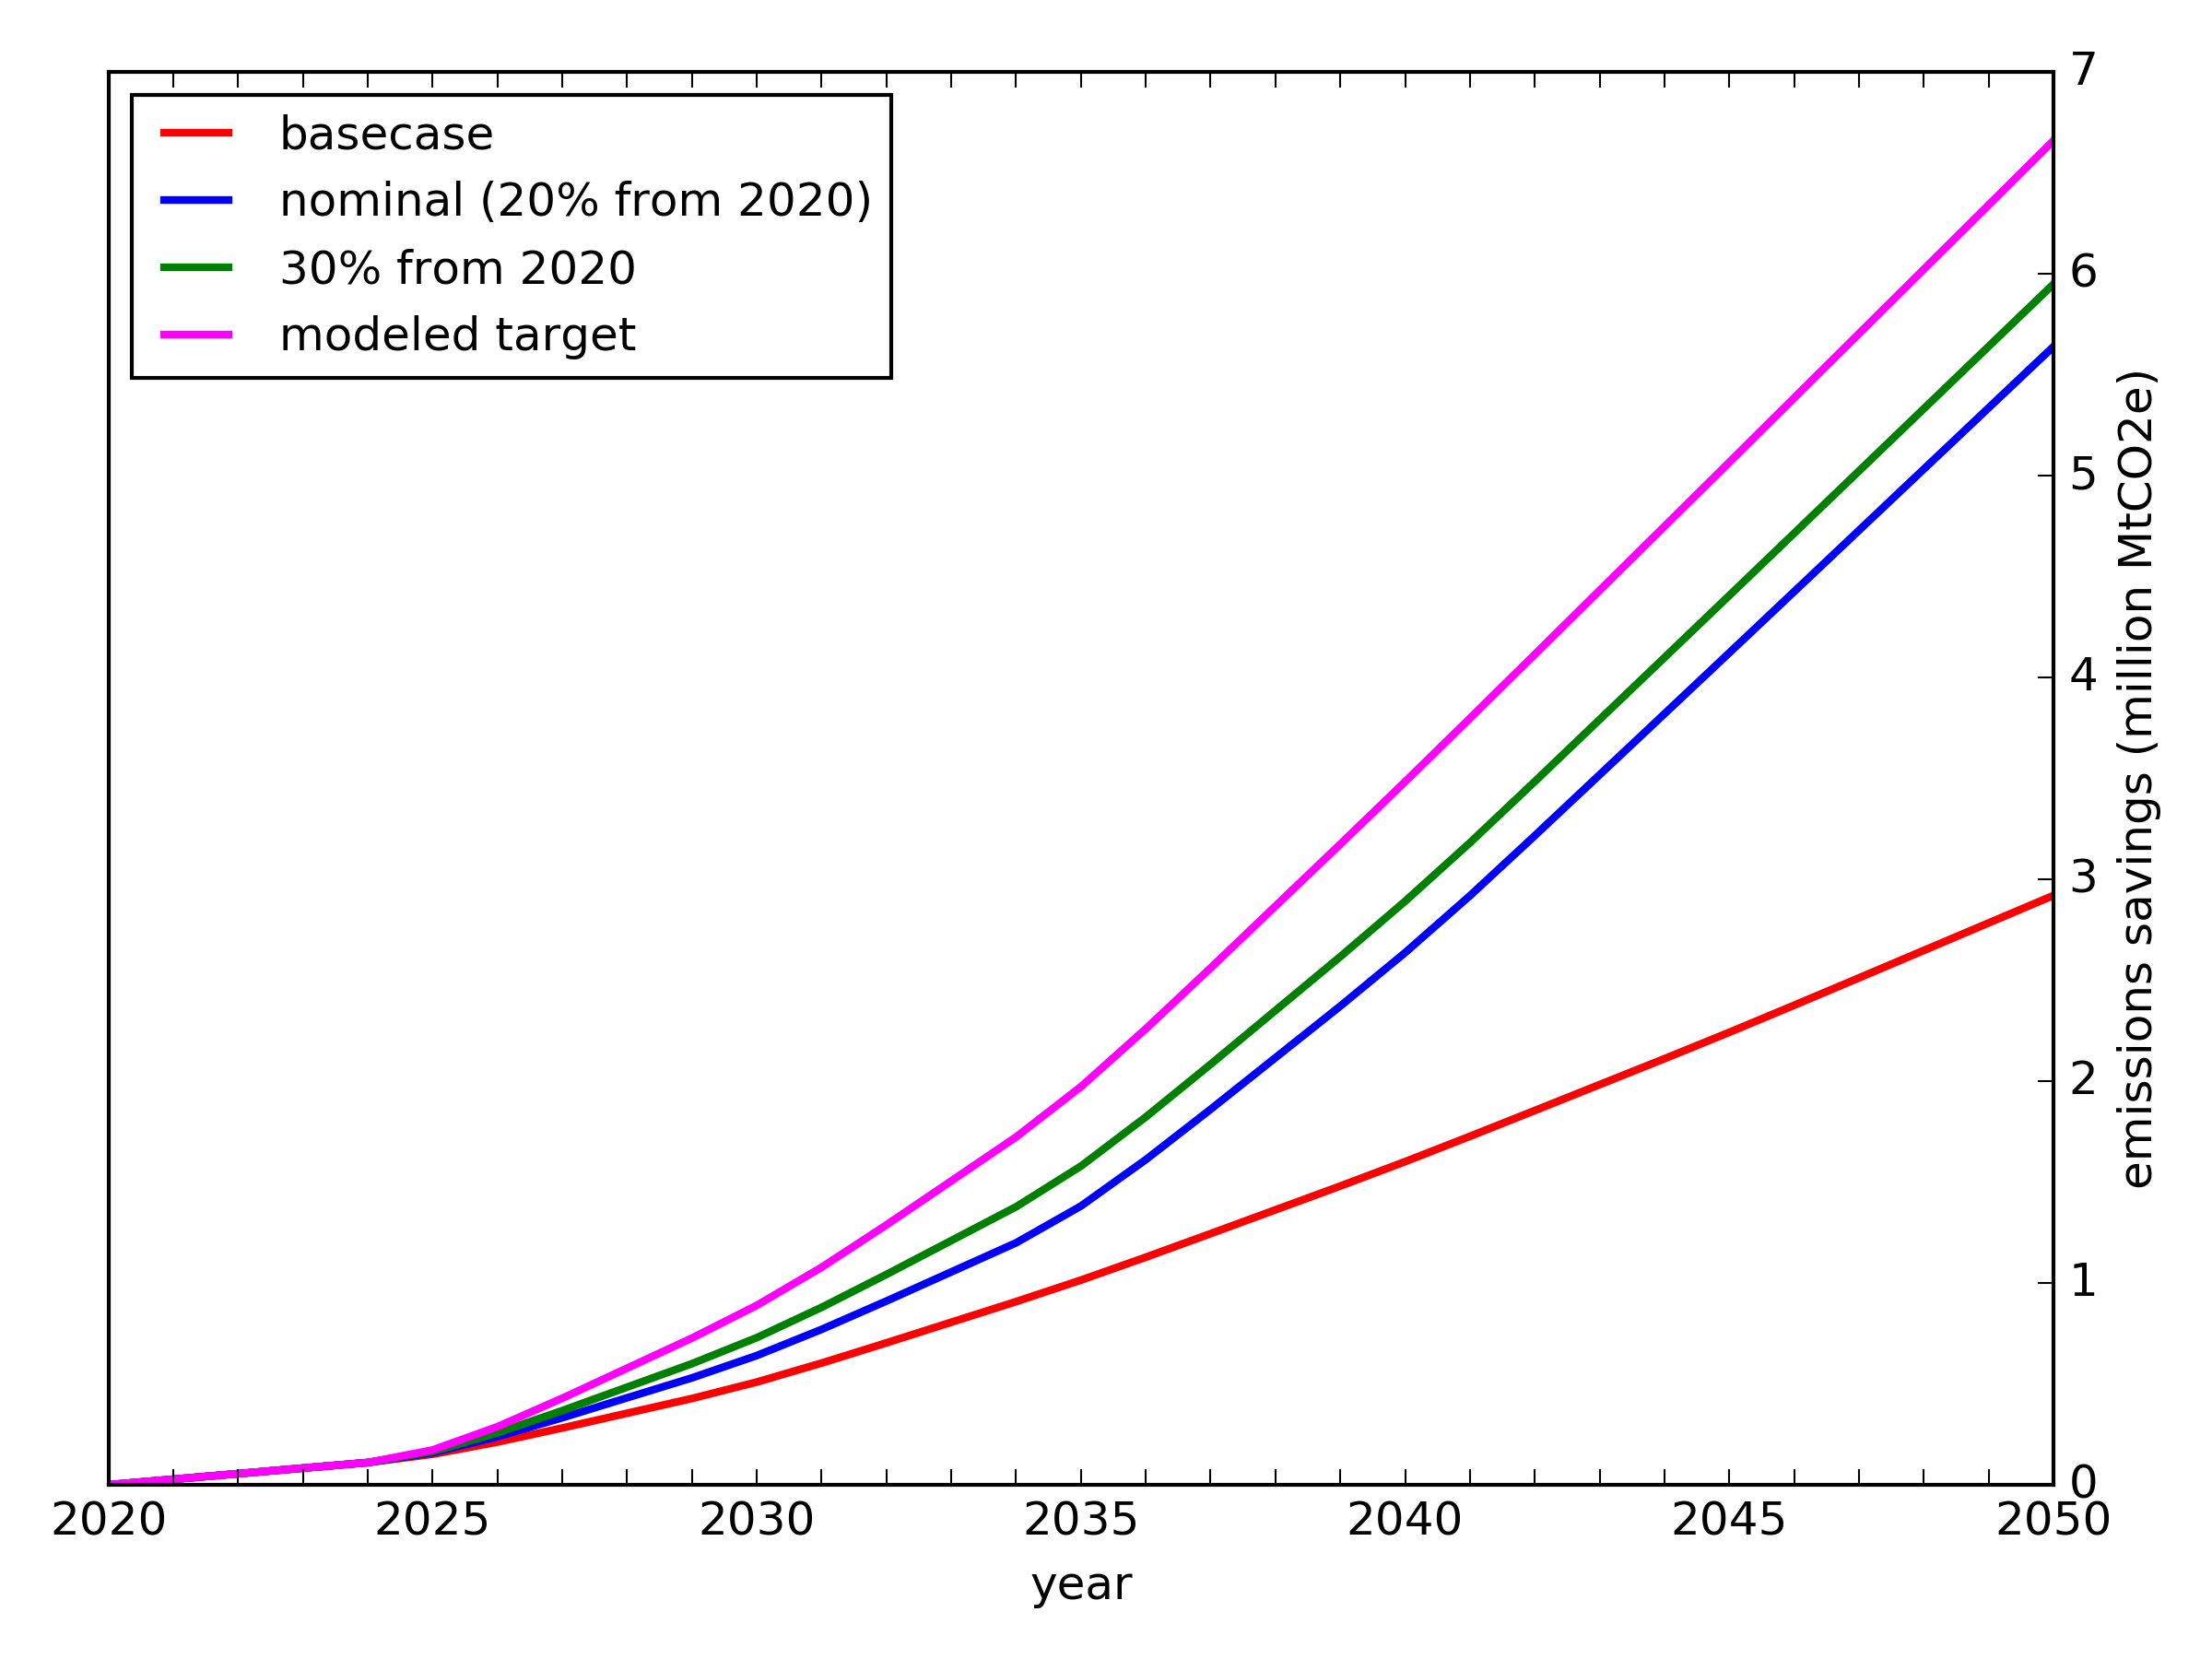 basecase
nominal (20% from 2020)
30% from 2020
modeled target
7
6
5
4
3
2
1
0
emissions savings (million MtCO2e)
2020 2025 2030 2035 2040 2045 2050
year